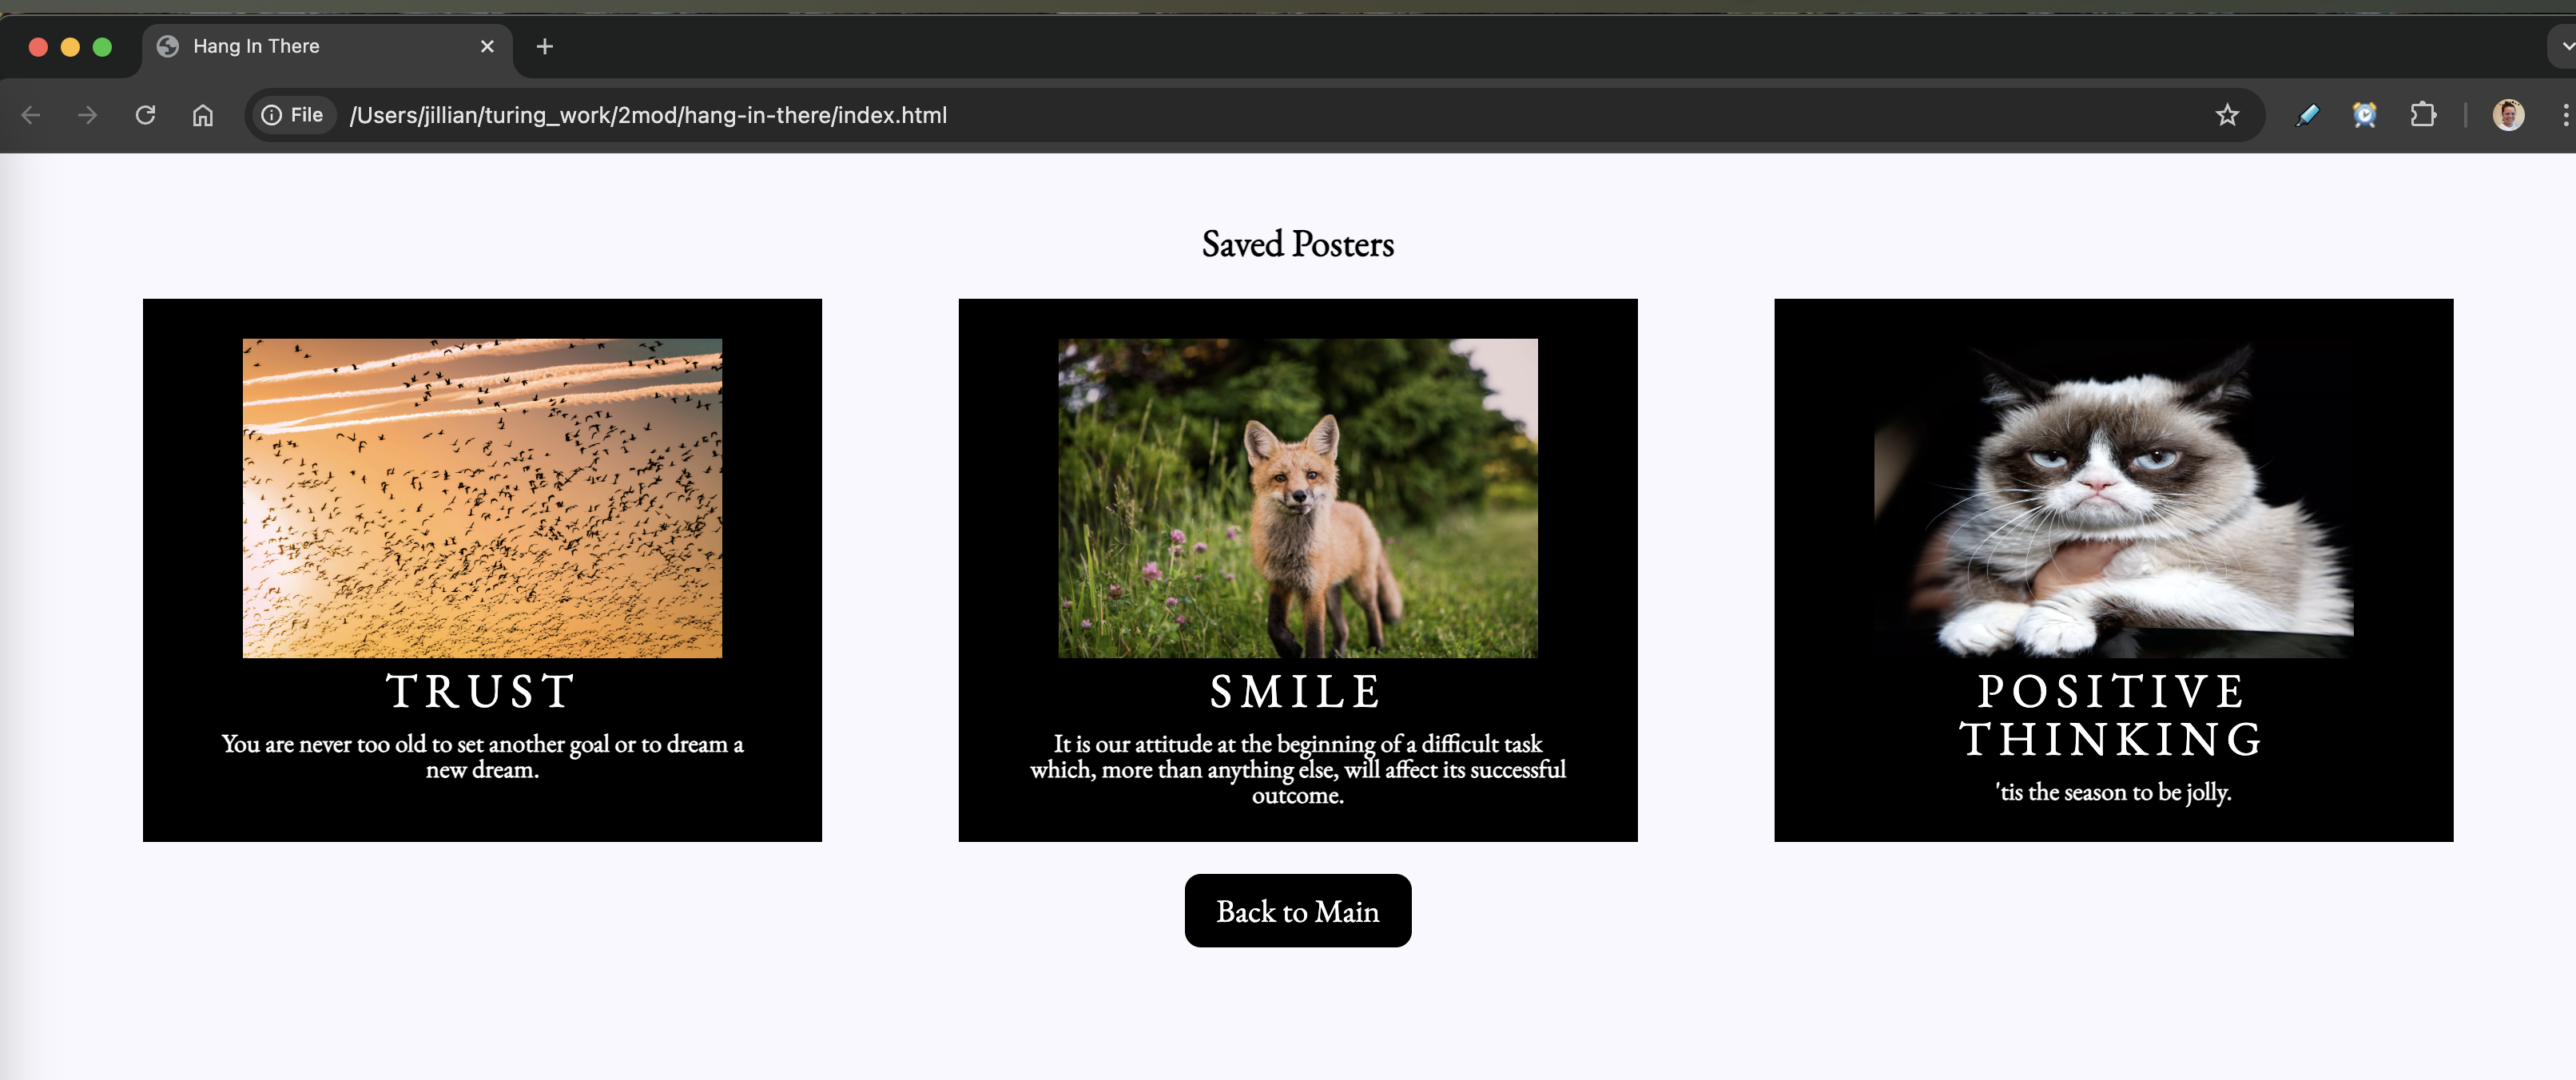 Hang In There
File /Users/jillian/turing_work/2mod/hang-in-there/index.html
Saved Posters
TRUST
You are never too old to set another goal or to dream a
new dream.
SMILE
It is our attitude at the beginning of a difficult task
which, more than anything else, will affect its successful
outcome.
POSITIVE
THINKING
'tis the season to be jolly.
Back to Main